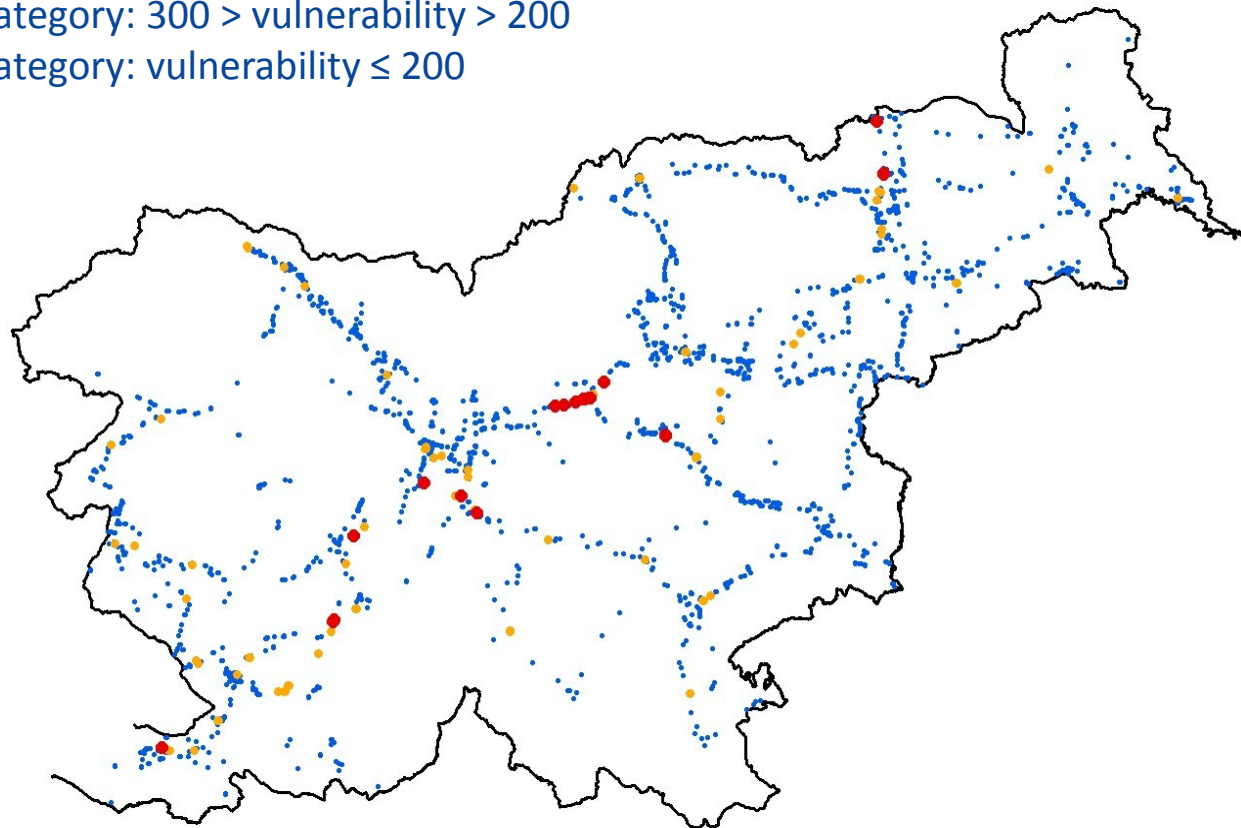 ategory: 300 > vulnerability > 200
ategory: vulnerability ≤ 200